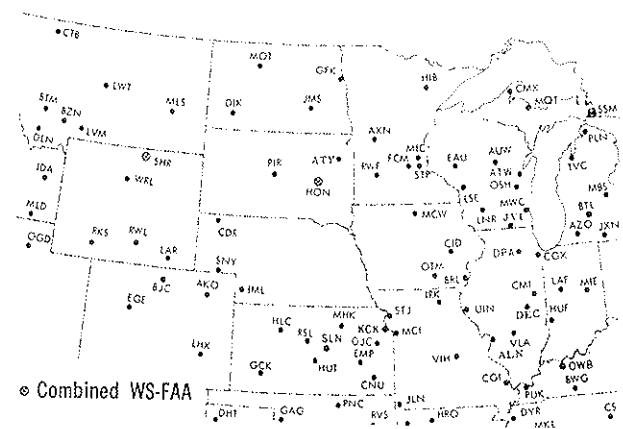 CTB
MOT
GFK
HIB
CMX
MQT
SSM
LWT
MLS
DIK
JMS
BTM
BZN
LVM
DLN
AXN
PLN
SHR
PIR
ATY
RWF
FCM
MIC
STP
EAU
AUW
TVC
IDA
WRL
HON
ATW
OSH
MBS
MLD
LSE
MWC
BTL
MCW
LNR
JVL
AZO
JXN
OGD
RKS
RWL
LAR
CDR
CID
DPA
CGX
SNY
OTM
BRL
BJC
AKO
IML
IRK
CMI
LAF
MIE
EGE
STJ
UIN
DEC
HUF
HLC
MHK
KCK
MCI
RSL
SLN
OJC
EMP
VLA
ALN
LHX
HUT
VIH
GCK
CNU
CGI
OWB
BWG
PUK
⊗ Combined WS-FAA
DHT
GAG
PNC
RVS
JLN
HRO
DYR
MKE
CS